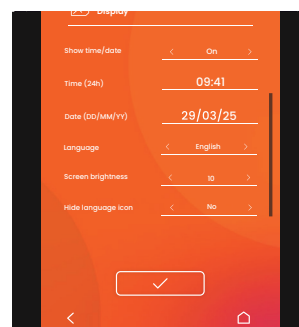 Display
Show time/date
On
Time (24h)
09:41
Date (DD/MM/YY)
29/03/25
Language
English
Screen brightness
10
Hide language icon
No